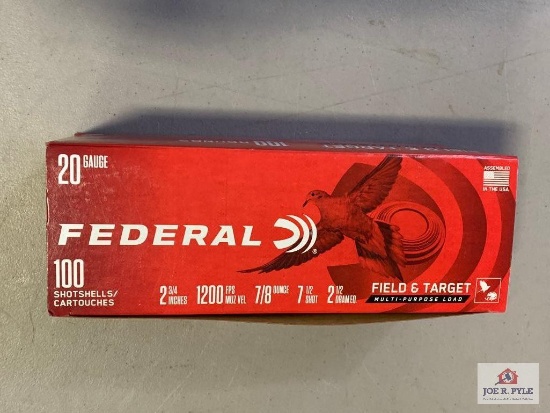 20 GAUGE
FEDERAL®
100
SHOTSHELLS/
CARTOUCHES
2 3/4 INCHES
1200 FPS MUZ VEL
7/8 OUNCE
7 1/2 SHOT
2 1/2 DRAM EQ
FIELD & TARGET
MULTI-PURPOSE LOAD
ASSEMBLED
IN THE USA
JOE R. PYLE